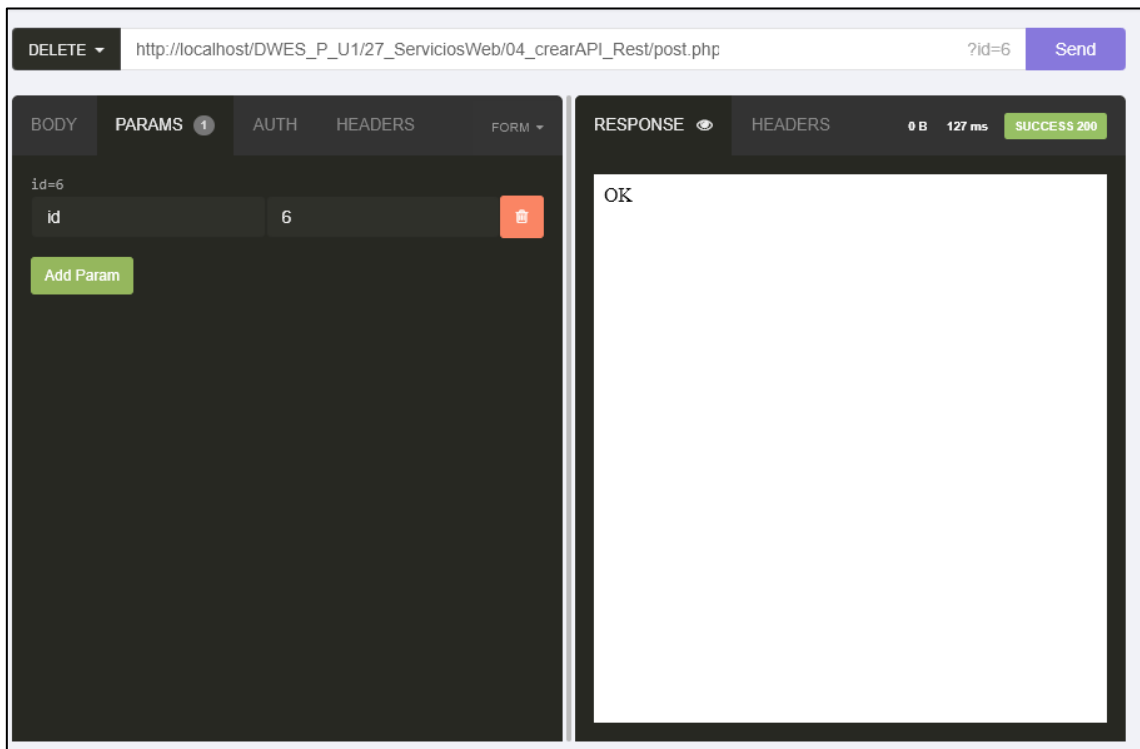 DELETE http://localhost/DWES_P_U1/27_ServiciosWeb/04_crearAPI_Rest/post.php ?id=6 Send
BODY PARAMS 1 AUTH HEADERS FORM
id=6
id 6
Add Param
RESPONSE HEADERS 0 B 127 ms SUCCESS 200
OK